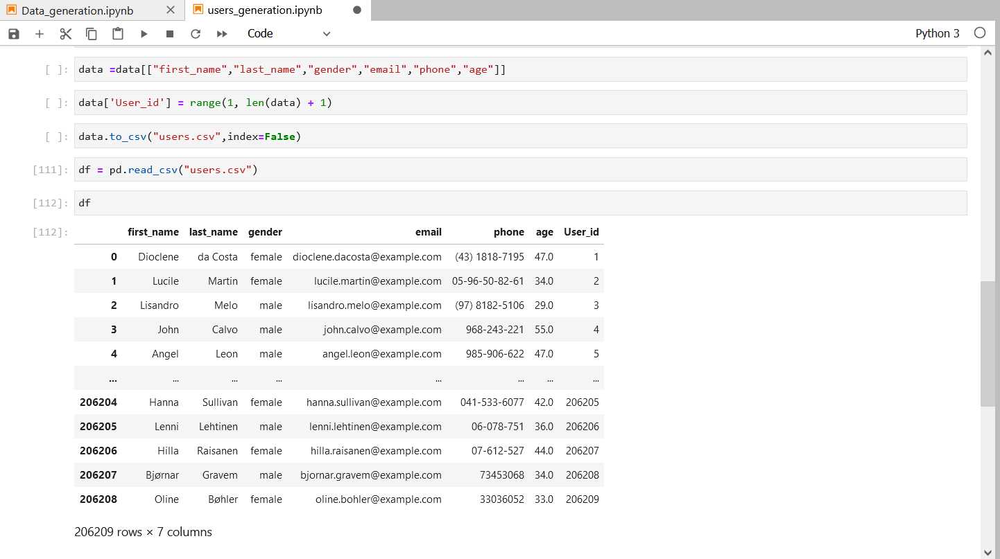 Data_generation.ipynb users_generation.ipynb
Code Python 3
[ ]: data =data[["first_name","last_name","gender","email","phone","age"]]
[ ]: data['User_id'] = range(1, len(data) + 1)
[ ]: data.to_csv("users.csv",index=False)
[111]: df = pd.read_csv("users.csv")
[112]: df
[112]: first_name last_name gender email phone age User_id
0 Dioclene da Costa female dioclene.dacosta@example.com (43) 1818-7195 47.0 1
1 Lucile Martin female lucile.martin@example.com 05-96-50-82-61 34.0 2
2 Lisandro Melo male lisandro.melo@example.com (97) 8182-5106 29.0 3
3 John Calvo male john.calvo@example.com 968-243-221 55.0 4
4 Angel Leon male angel.leon@example.com 985-906-622 47.0 5
... ... ... ... ... ... ... ...
206204 Hanna Sullivan female hanna.sullivan@example.com 041-533-6077 42.0 206205
206205 Lenni Lehtinen male lenni.lehtinen@example.com 06-078-751 36.0 206206
206206 Hilla Raisanen female hilla.raisanen@example.com 07-612-527 44.0 206207
206207 Bjørnar Gravem male bjornar.gravem@example.com 73453068 34.0 206208
206208 Oline Bøhler female oline.bohler@example.com 33036052 33.0 206209
206209 rows × 7 columns